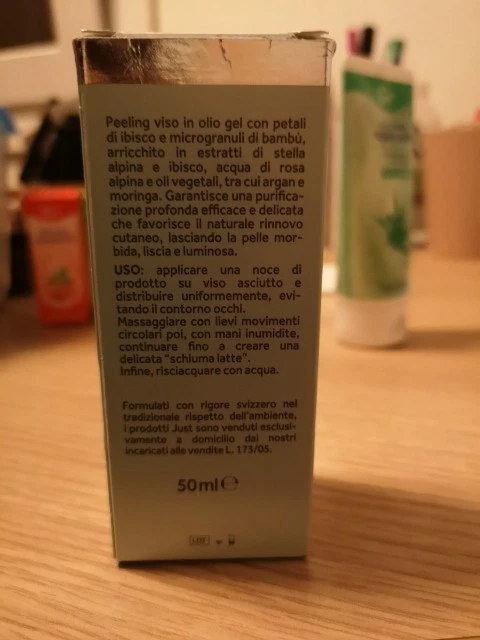 Peeling viso in olio gel con petali
di ibisco e microgranuli di bambù,
arricchito in estratti di stella
alpina e ibisco, acqua di rosa
alpina e oli vegetali, tra cui argan e
moringa. Garantisce una purifica-
zione profonda efficace e delicata
che favorisce il naturale rinnovo
cutaneo, lasciando la pelle mor-
bida, liscia e luminosa.
USO: applicare una noce di
prodotto su viso asciutto e
distribuire uniformemente, evi-
tando il contorno occhi.
Massaggiare con lievi movimenti
circolari poi, con mani inumidite,
continuare fino a creare una
delicata "schiuma latte".
Infine, risciacquare con acqua.
Formulati con rigore svizzero nel
tradizionale rispetto dell'ambiente,
i prodotti Just sono venduti esclusi-
vamente a domicilio dai nostri
incaricati alle vendite L. 173/05.
50ml e